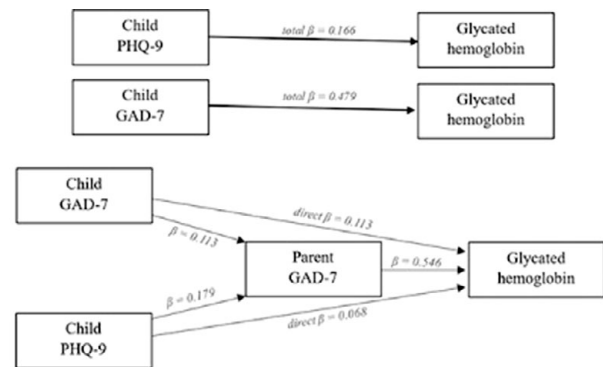 Child
PHQ-9
total β = 0.166
Glycated
hemoglobin
Child
GAD-7
total β = 0.479
Glycated
hemoglobin
Child
GAD-7
direct β = 0.113
β = 0.113
Parent
GAD-7
β = 0.546
Glycated
hemoglobin
β = 0.179
direct β = 0.068
Child
PHQ-9